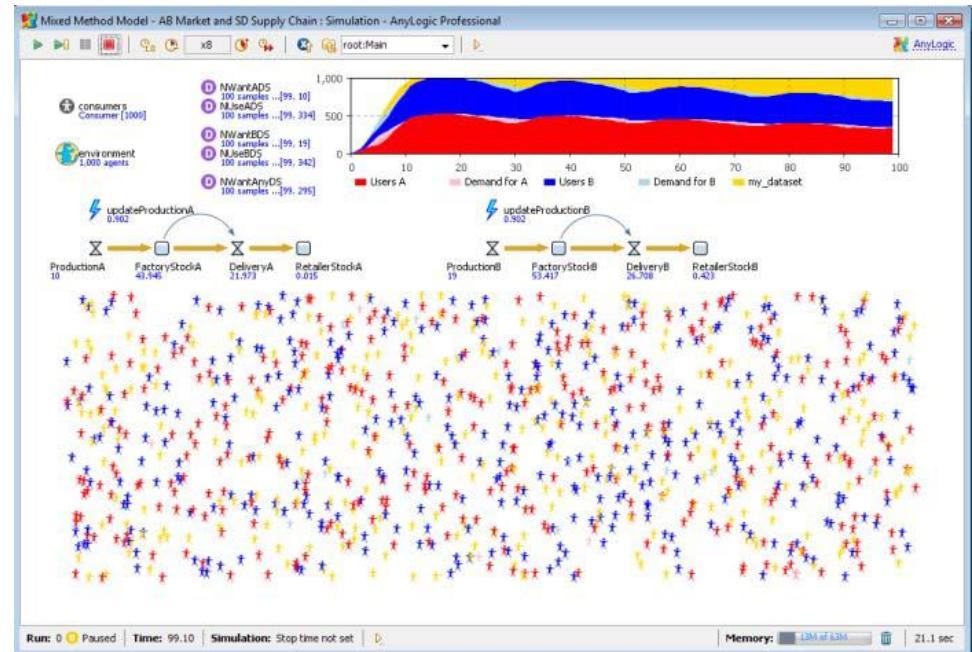 Mixed Method Model - AB Market and SD Supply Chain : Simulation - AnyLogic Professional
x8
root:Main
AnyLogic
consumers
Consumer [1000]
environment
1,000 agents
NWantADS
100 samples ...[99, 10]
NUseADS
100 samples ...[99, 334]
NWantBDS
100 samples ...[99, 19]
NUseBDS
100 samples ...[99, 342]
NWantAnyDS
100 samples ...[99, 295]
1,000
500
0
0 10 20 30 40 50 60 70 80 90 100
Users A Demand for A Users B Demand for B my_dataset
updateProductionA
0.902
ProductionA
10
FactoryStockA
43.945
DeliveryA
21.973
RetailerStockA
0.015
updateProductionB
0.902
ProductionB
19
FactoryStockB
53.417
DeliveryB
26.708
RetailerStockB
0.423
Run: 0 Paused Time: 99.10 Simulation: Stop time not set Memory: 13M of 63M 21.1 sec